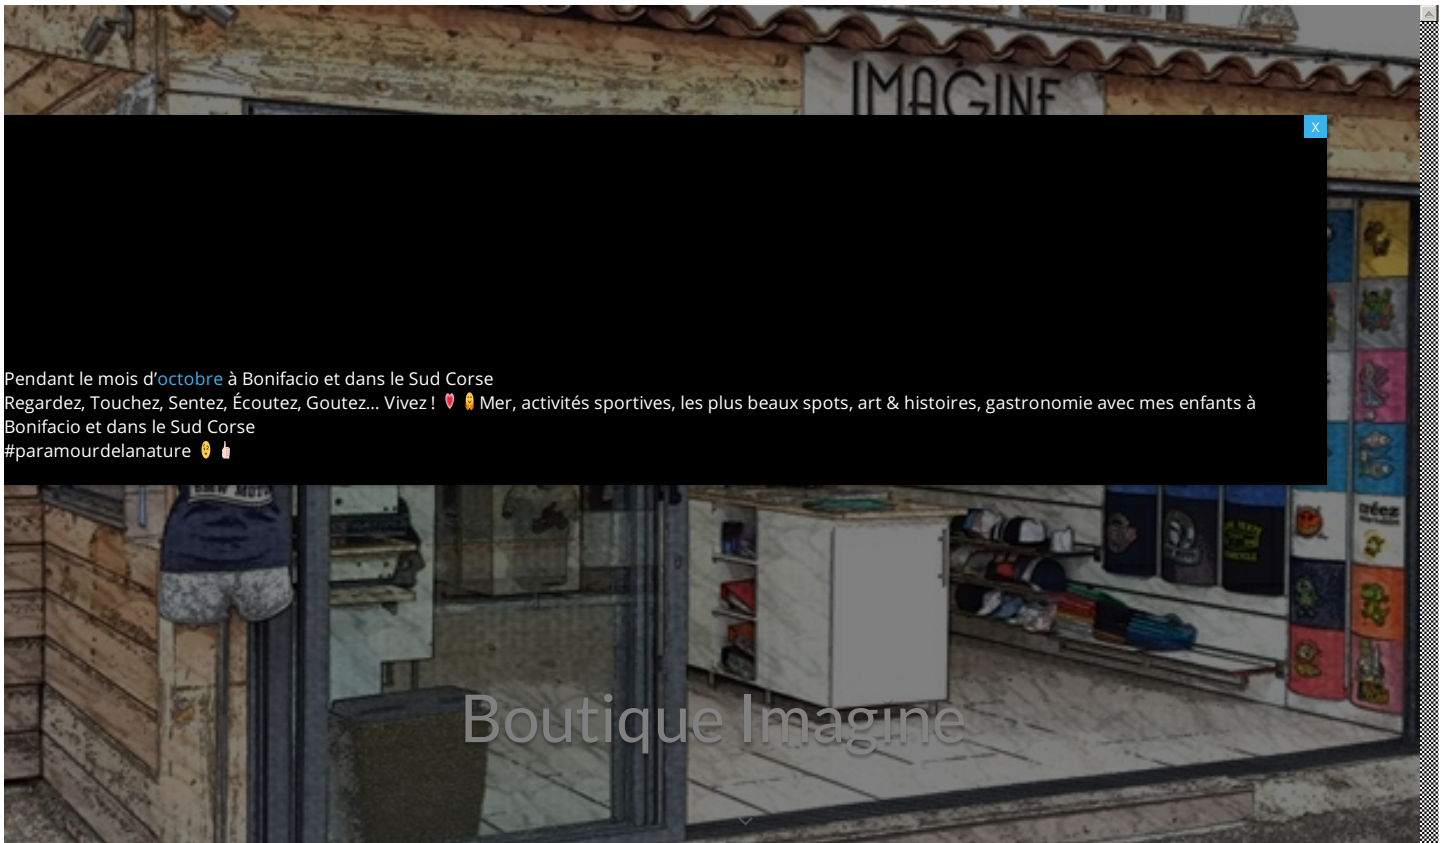 IMAGINE
X
Pendant le mois d’octobre à Bonifacio et dans le Sud Corse
Regardez, Touchez, Sentez, Écoutez, Goutez… Vivez ! Mer, activités sportives, les plus beaux spots, art & histoires, gastronomie avec mes enfants à
Bonifacio et dans le Sud Corse
#paramourdelanature
Boutique Imagine